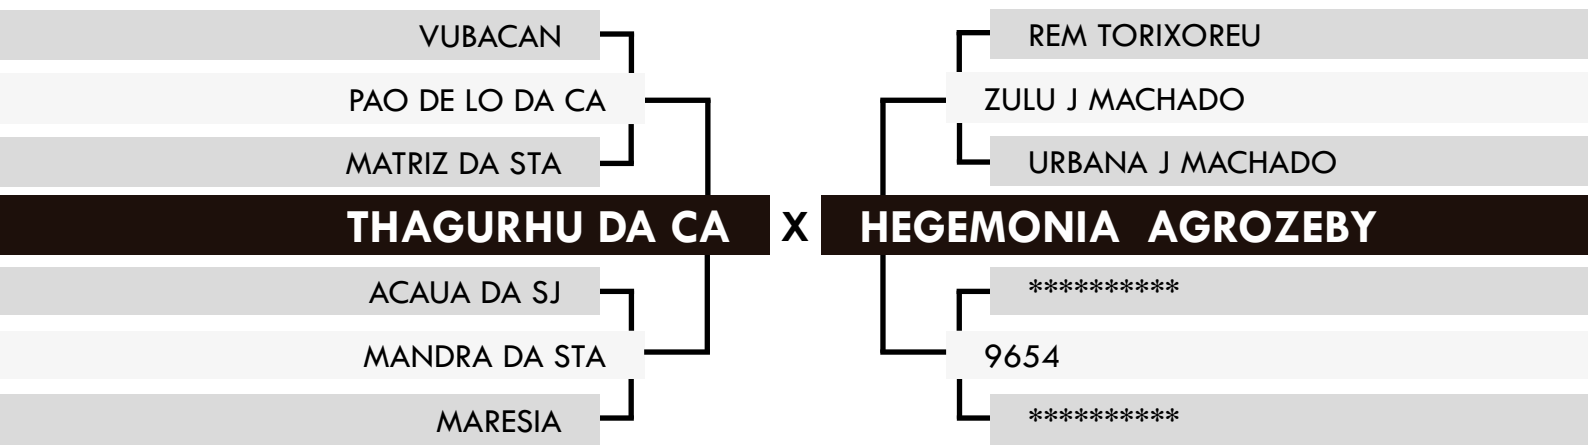 VUBACAN
REM TORIXOREU
PAO DE LO DA CA
ZULU J MACHADO
MATRIZ DA STA
URBANA J MACHADO
THAGURHU DA CA X HEGEMONIA AGROZEBY
ACAUA DA SJ
**********
MANDRA DA STA
9654
MARESIA
**********